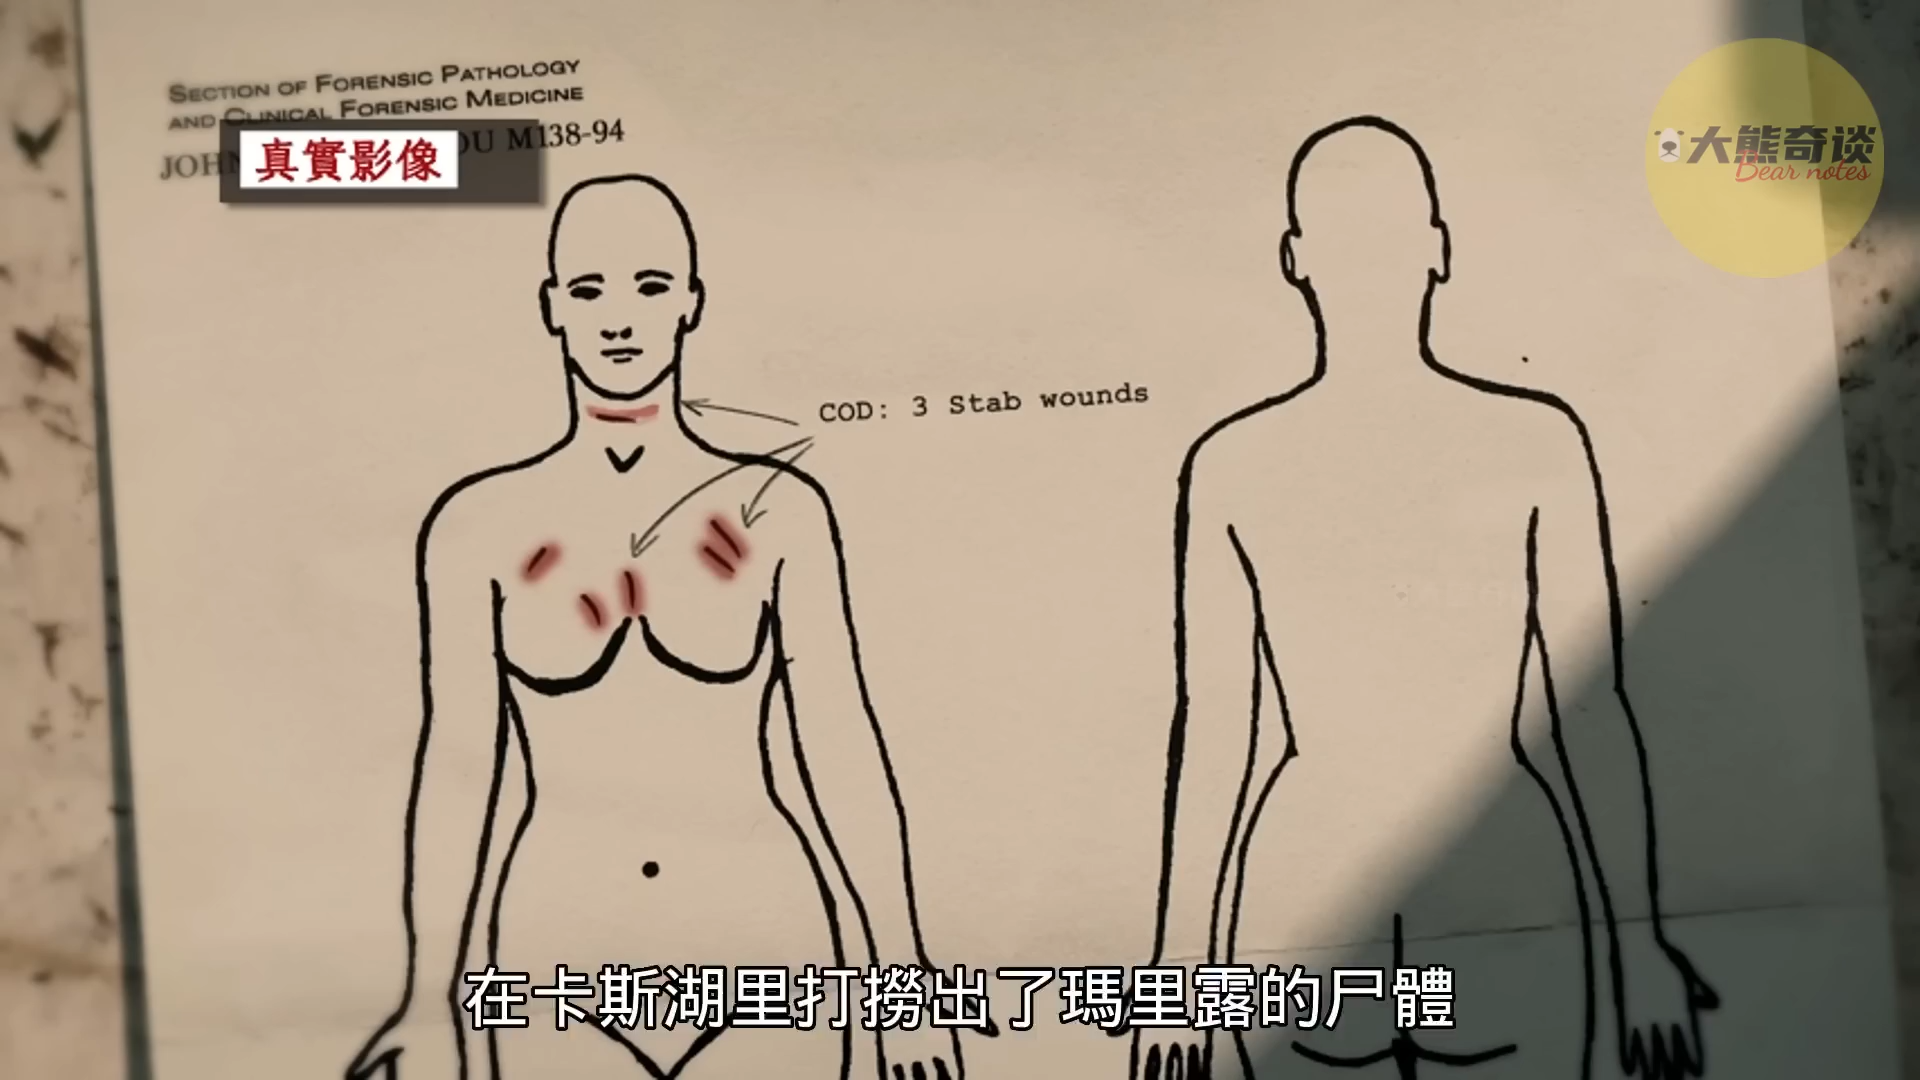 SECTION OF FORENSIC PATHOLOGY
AND CLINICAL FORENSIC MEDICINE
M138-94
真實影像
大熊奇谈
Bear notes
COD: 3 Stab wounds
在卡斯湖里打撈出了瑪里露的尸體